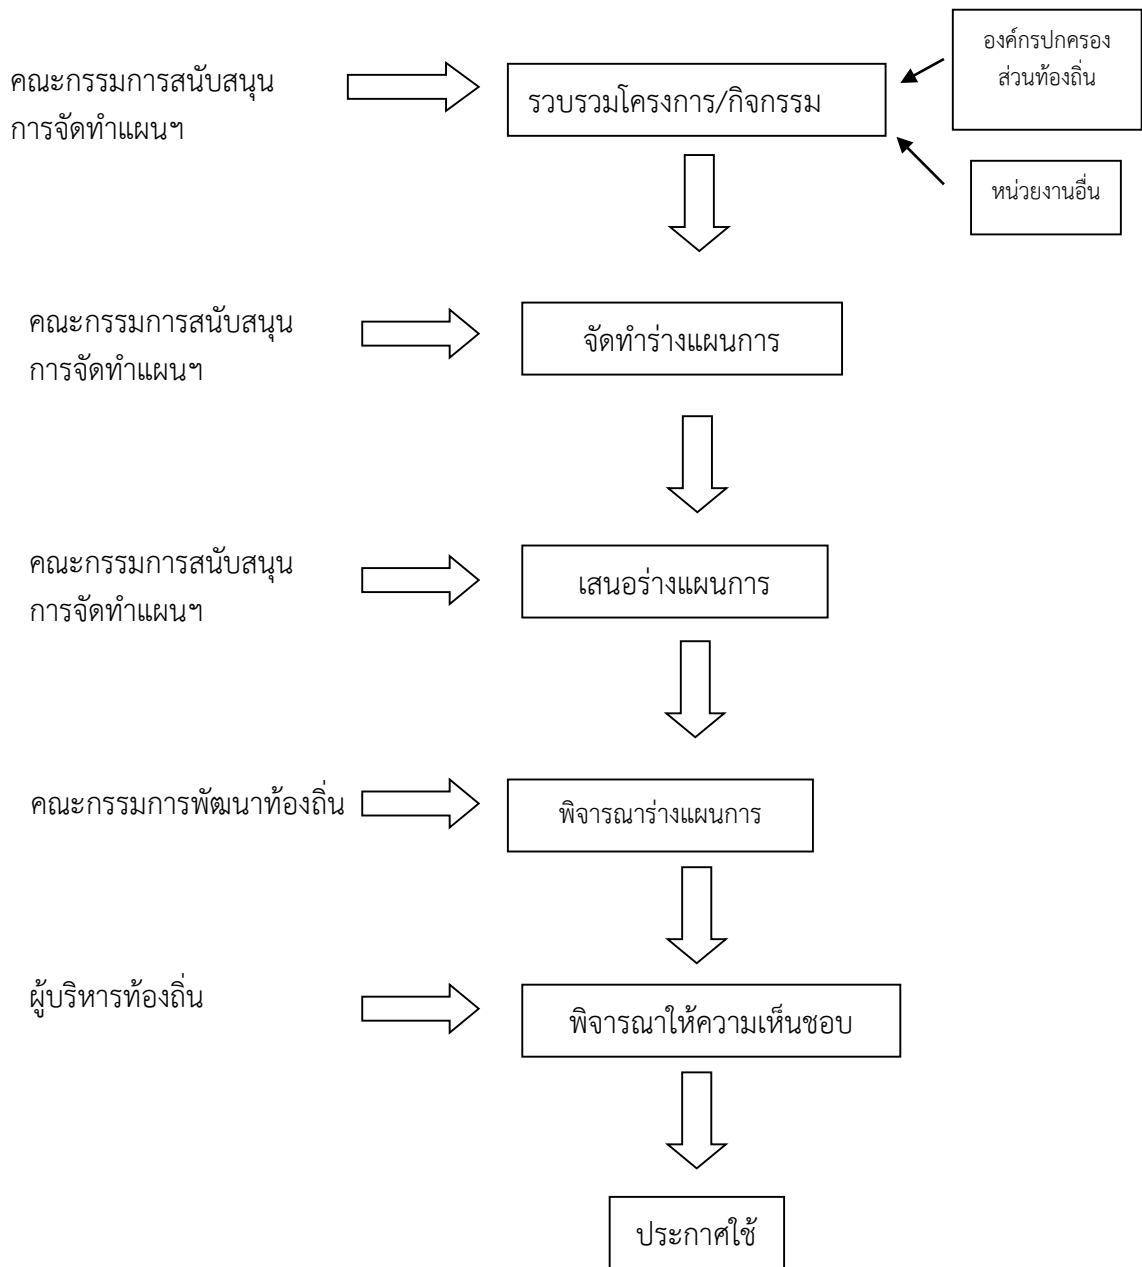 องค์กรปกครอง
ส่วนท้องถิ่น
คณะกรรมการสนับสนุน
การจัดทำแผนฯ
รวบรวมโครงการ/กิจกรรม
หน่วยงานอื่น
คณะกรรมการสนับสนุน
การจัดทำแผนฯ
จัดทำร่างแผนการ
คณะกรรมการสนับสนุน
การจัดทำแผนฯ
เสนอร่างแผนการ
คณะกรรมการพัฒนาท้องถิ่น
พิจารณาร่างแผนการ
ผู้บริหารท้องถิ่น
พิจารณาให้ความเห็นชอบ
ประกาศใช้